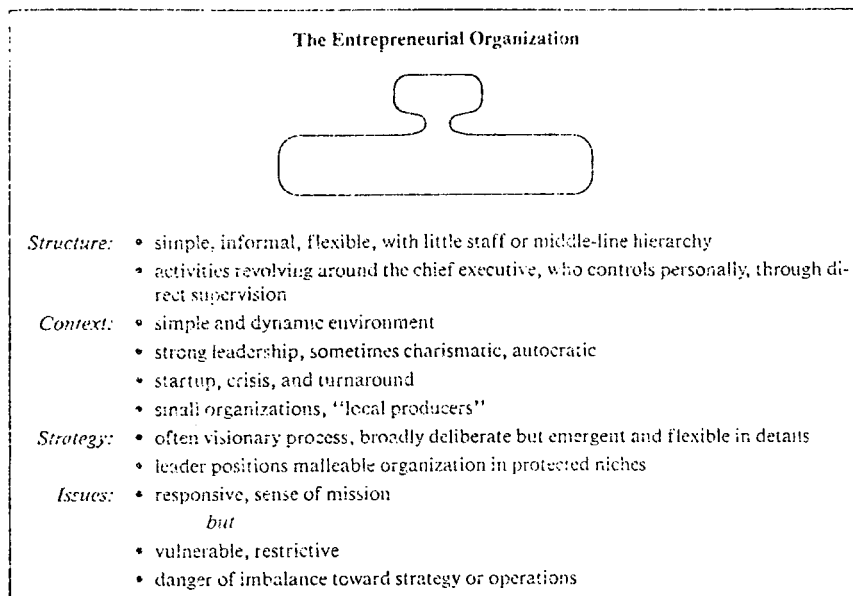 The Entrepreneurial Organization
Structure: • simple, informal, flexible, with little staff or middle-line hierarchy
• activities revolving around the chief executive, who controls personally, through di-
rect supervision
Context: • simple and dynamic environment
• strong leadership, sometimes charismatic, autocratic
• startup, crisis, and turnaround
• small organizations, "local producers"
Strategy: • often visionary process, broadly deliberate but emergent and flexible in details
• leader positions malleable organization in protected niches
Issues: • responsive, sense of mission
but
• vulnerable, restrictive
• danger of imbalance toward strategy or operations